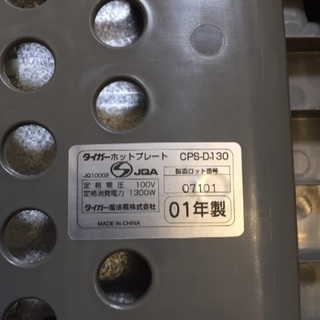 タイガーホットプレート CPS-D130
JQ10002 JQA 製造ロット番号
定格電圧 100V 07101
定格消費電力 1300W
タイガー魔法瓶株式会社 01年製
MADE IN CHINA